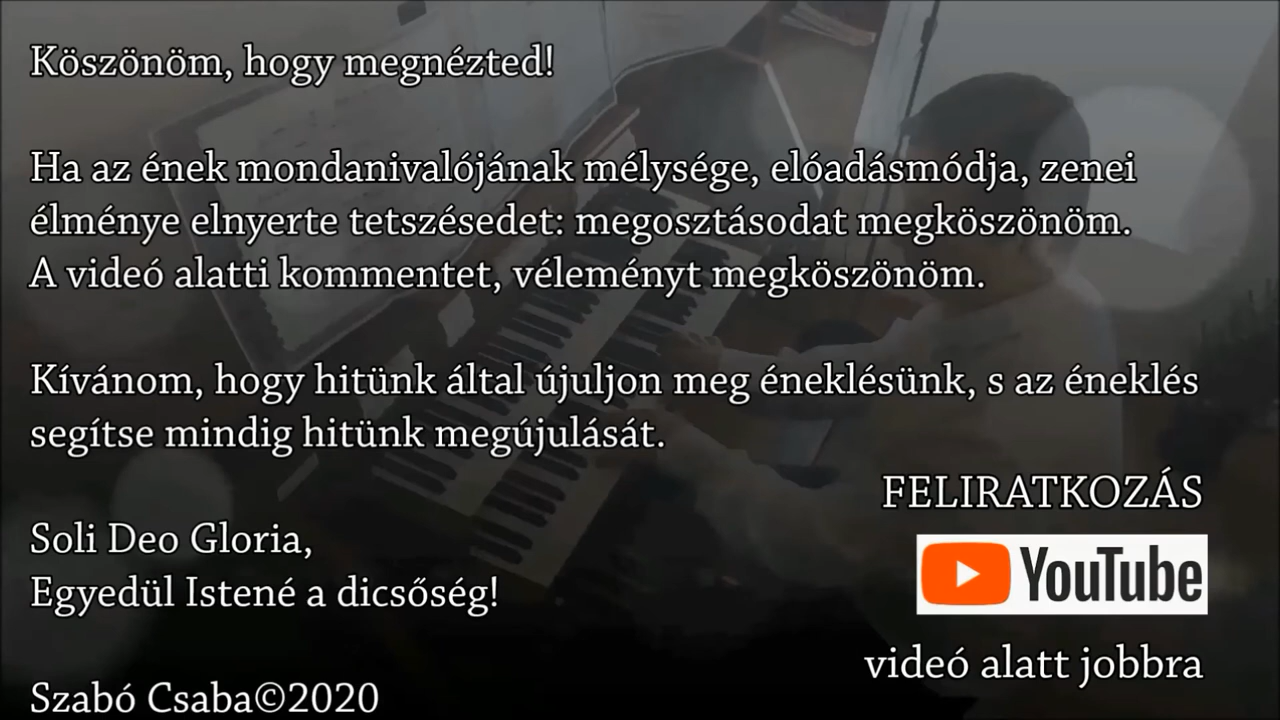 Köszönöm, hogy megnézted!
Ha az ének mondanivalójának mélysége, elóadásmódja, zenei
élménye elnyerte tetszésedet: megosztásodat megköszönöm.
A videó alatti kommentet, véleményt megköszönöm.
Kívánom, hogy hitünk által újuljon meg éneklésünk, s az éneklés
segítse mindig hitünk megújulását.
FELIRATKOZÁS
Soli Deo Gloria,
Egyedül Istené a dicsőség!
YouTube
videó alatt jobbra
Szabó Csaba©2020